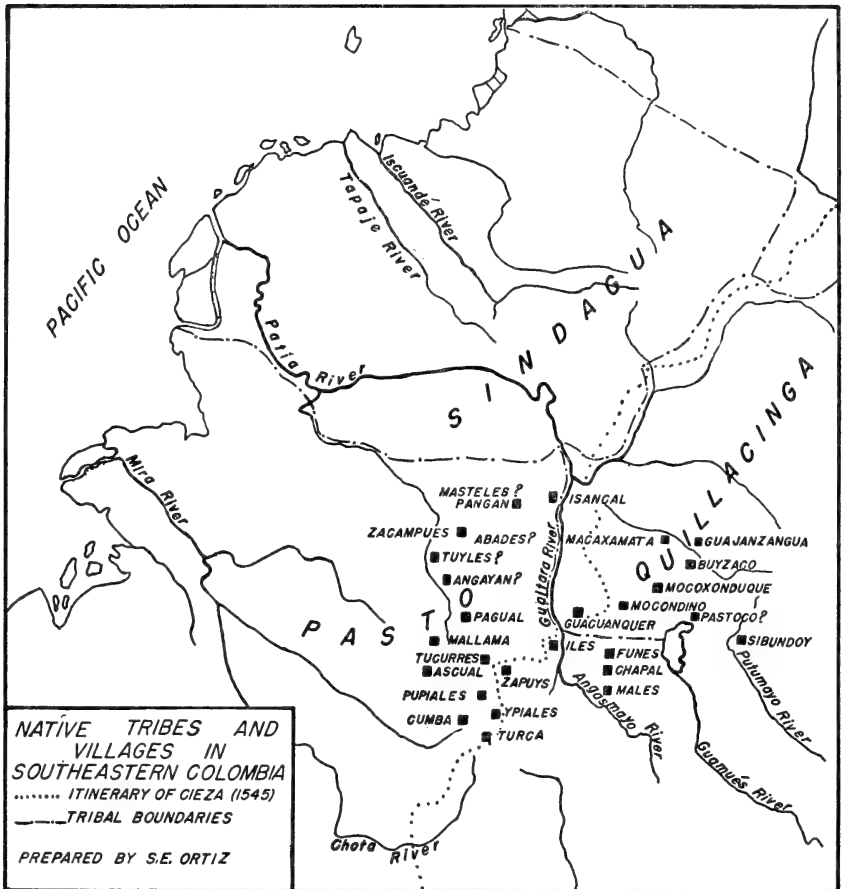 Iscuandé River
Tapaje River
PACIFIC OCEAN
SINDAGUA
Patia River
QUILLACINGA
Mira River
MASTELES?
PANGAN
ISANÇAL
ZACAMPUES
ABADES?
MACAXAMATA
GUAJANZANGUA
TUYLES?
BUYZACO
ANGAYAN?
Guaitara River
MOCOXONDUQUE
PASTO
PAGUAL
MOCONDINO
GUACUANQUER
PASTOCO?
MALLAMA
ILES
SIBUNDOY
TUCURRES
FUNES
ASCUAL
ZAPUYS
CHAPAL
PUPIALES
MALES
Angasmayo River
Putumayo River
CUMBA
YPIALES
TURCA
Guamués River
Chota River
NATIVE TRIBES AND
VILLAGES IN
SOUTHEASTERN COLOMBIA
ITINERARY OF CIEZA (1545)
TRIBAL BOUNDARIES
PREPARED BY S.E. ORTIZ